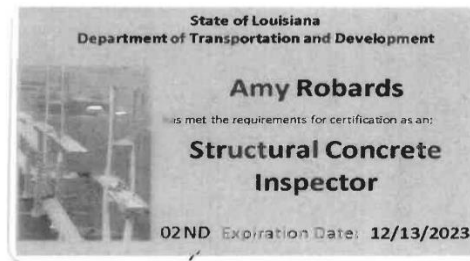 State of Louisiana
Department of Transportation and Development
Amy Robards
has met the requirements for certification as an:
Structural Concrete
Inspector
02ND Expiration Date: 12/13/2023